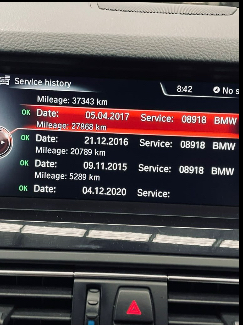 Service history
8:42 No s
Mileage: 37343 km
OK Date: 05.04.2017 Service: 08918 BMW
Mileage: 27868 km
OK Date: 21.12.2016 Service: 08918 BMW
Mileage: 20789 km
OK Date: 09.11.2015 Service: 08918 BMW
Mileage: 5289 km
OK Date: 04.12.2020 Service: